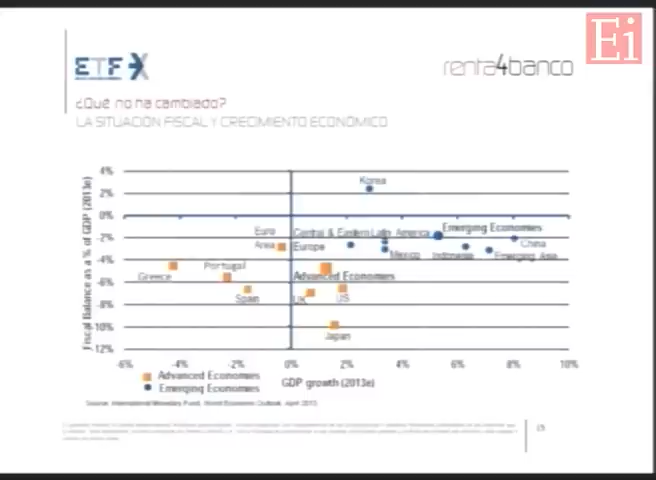 Ei
ETFX
renta4banco
¿Qué no ha cambiado?
LA SITUACIÓN FISCAL Y CRECIMIENTO ECONÓMICO
Fiscal Balance as a % of GDP (2013e)
4%
2%
0%
-2%
-4%
-6%
-8%
-10%
-12%
Korea
Euro Area
Central & Eastern Europe
Latin America
Emerging Economies
China
Mexico
Indonesia
Emerging Asia
Greece
Portugal
Spain
Advanced Economies
UK
US
Japan
-6%
-4%
-2%
0%
2%
4%
6%
8%
10%
GDP growth (2013e)
Advanced Economies
Emerging Economies
Source: International Monetary Fund, World Economic Outlook, April 2013